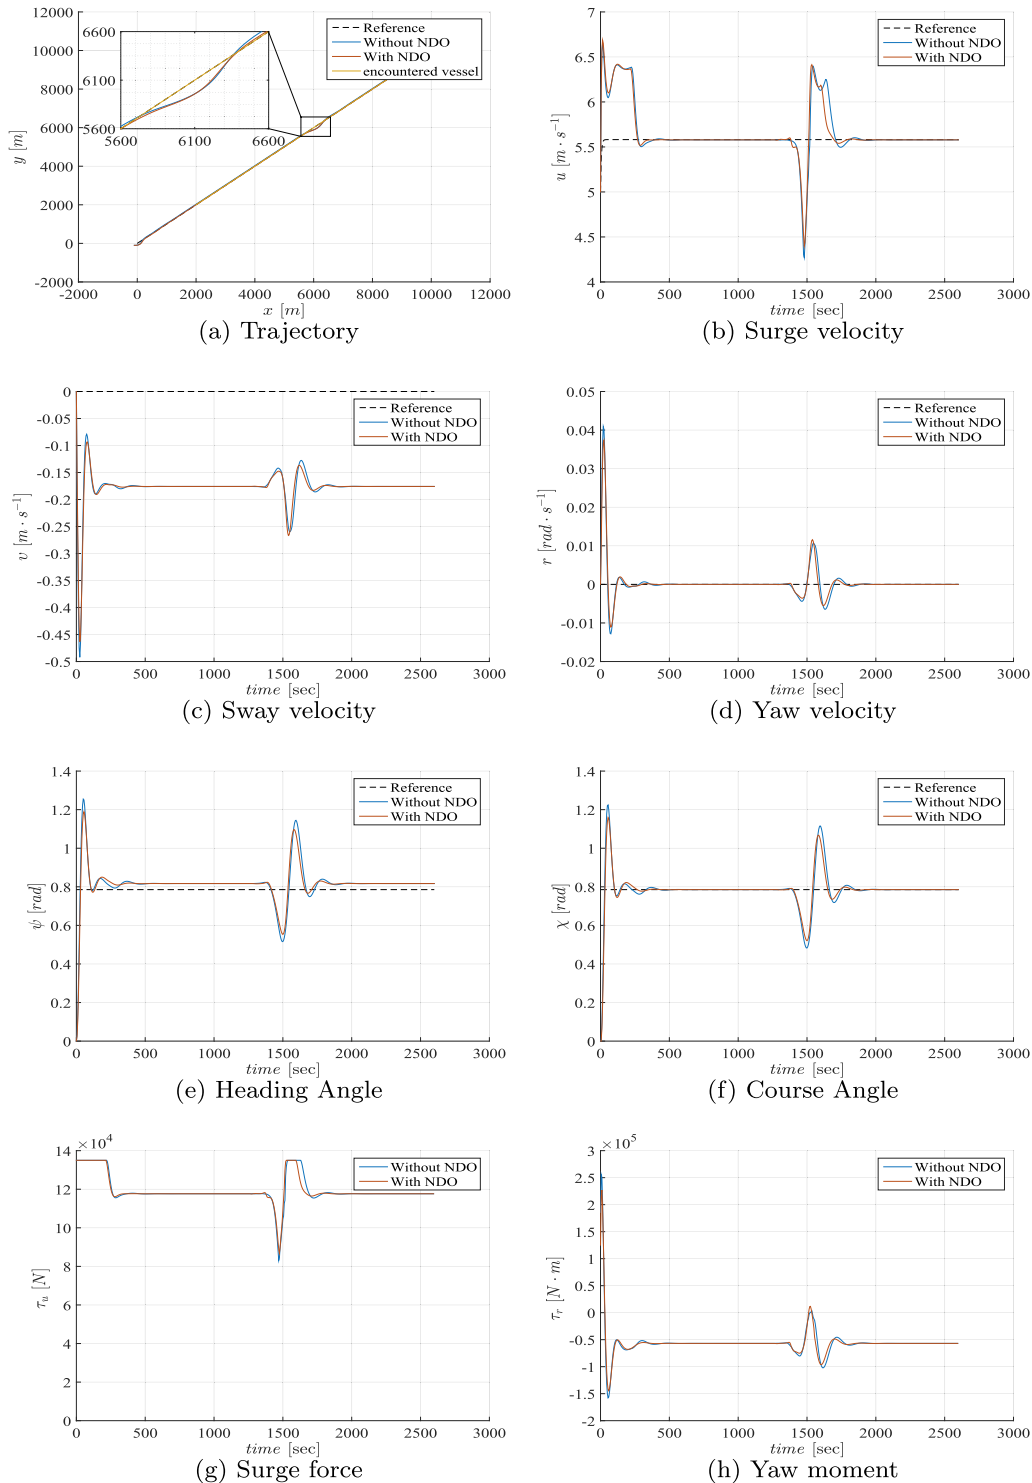 12000
10000
8000
6000
4000
2000
0
-2000
y [m]
6600
6100
5600
5600 6100 6600
Reference
Without NDO
With NDO
encountered vessel
-2000 0 2000 4000 6000 8000 10000 12000
x [m]
(a) Trajectory
7
6.5
6
5.5
5
4.5
4
u [m · s⁻¹]
Reference
Without NDO
With NDO
0 500 1000 1500 2000 2500 3000
time [sec]
(b) Surge velocity
0
-0.05
-0.1
-0.15
-0.2
-0.25
-0.3
-0.35
-0.4
-0.45
-0.5
v [m · s⁻¹]
Reference
Without NDO
With NDO
0 500 1000 1500 2000 2500 3000
time [sec]
(c) Sway velocity
0.05
0.04
0.03
0.02
0.01
0
-0.01
-0.02
r [rad · s⁻¹]
Reference
Without NDO
With NDO
0 500 1000 1500 2000 2500 3000
time [sec]
(d) Yaw velocity
1.4
1.2
1
0.8
0.6
0.4
0.2
0
ψ [rad]
Reference
Without NDO
With NDO
0 500 1000 1500 2000 2500 3000
time [sec]
(e) Heading Angle
1.4
1.2
1
0.8
0.6
0.4
0.2
0
χ [rad]
Reference
Without NDO
With NDO
0 500 1000 1500 2000 2500 3000
time [sec]
(f) Course Angle
×10⁴
14
12
10
8
6
4
2
0
τᵤ [N]
Without NDO
With NDO
0 500 1000 1500 2000 2500 3000
time [sec]
(g) Surge force
×10⁵
3
2.5
2
1.5
1
0.5
0
-0.5
-1
-1.5
-2
τᵣ [N · m]
Without NDO
With NDO
0 500 1000 1500 2000 2500 3000
time [sec]
(h) Yaw moment